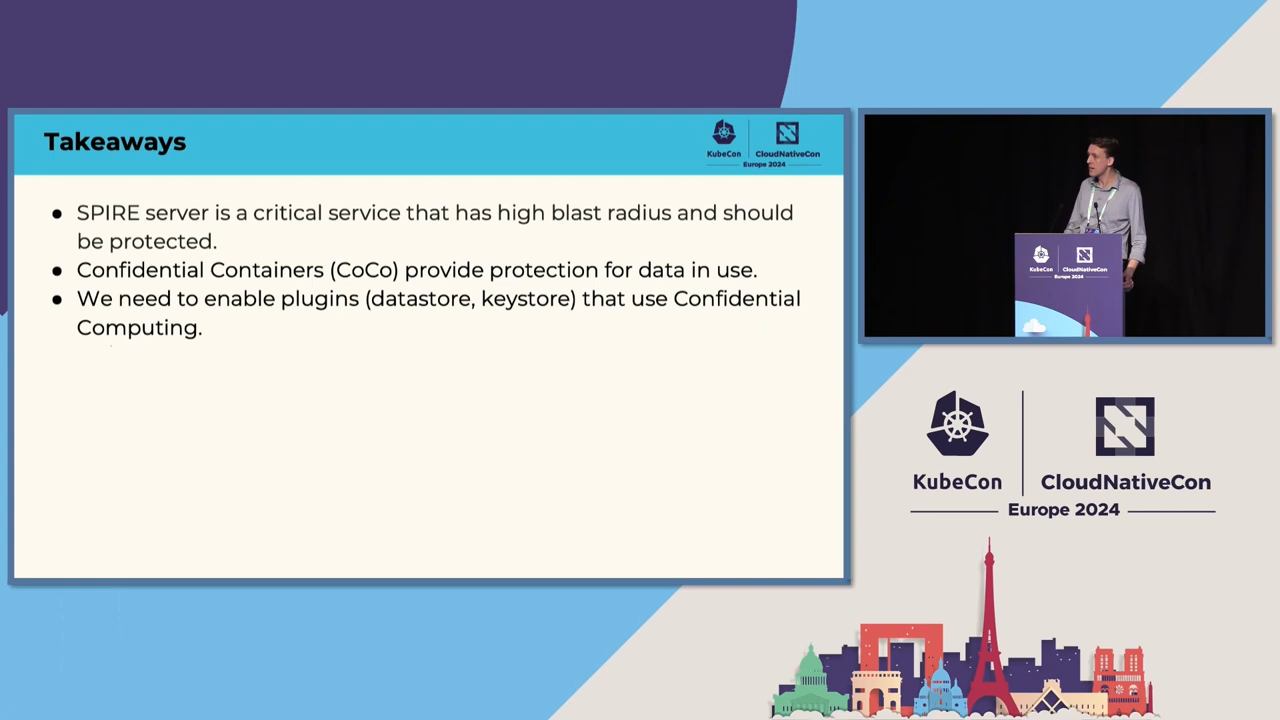 Takeaways
KubeCon
CloudNativeCon
Europe 2024
● SPIRE server is a critical service that has high blast radius and should
be protected.
● Confidential Containers (CoCo) provide protection for data in use.
● We need to enable plugins (datastore, keystore) that use Confidential
Computing.
KubeCon
CloudNativeCon
Europe 2024
KubeCon
CloudNativeCon
Europe 2024